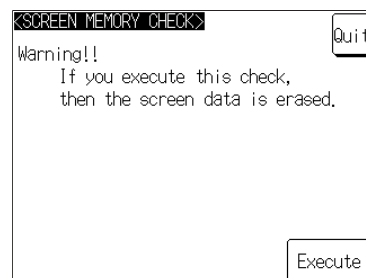 <SCREEN MEMORY CHECK>
Quit
Warning!!
If you execute this check,
then the screen data is erased.
Execute